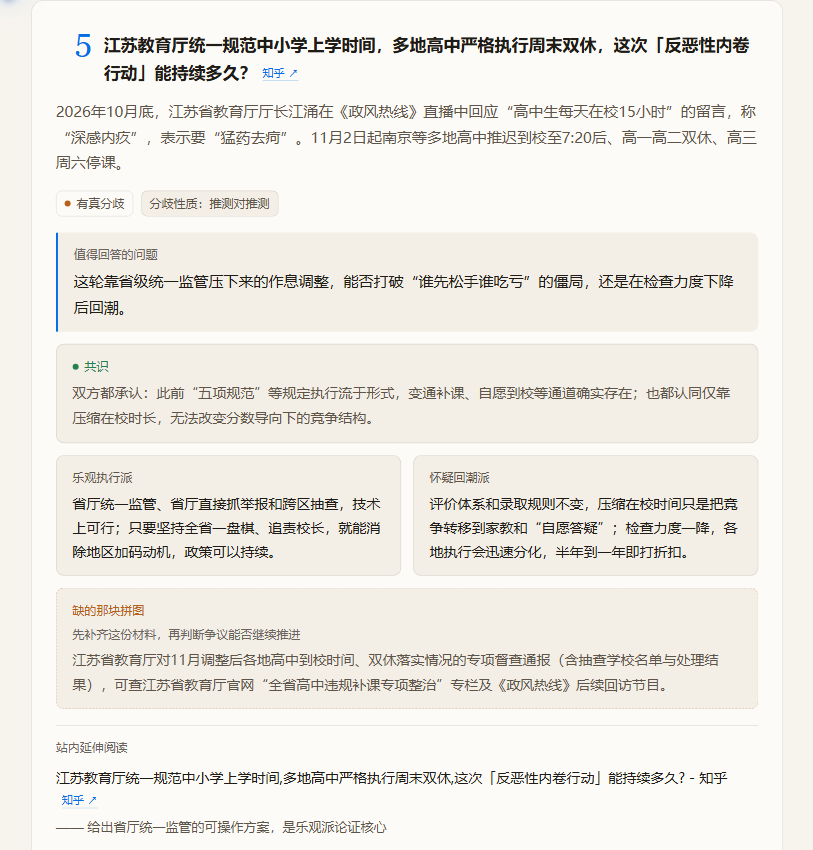 5
江苏教育厅统一规范中小学上学时间，多地高中严格执行周末双休，这次「反恶性内卷
行动」能持续多久？ 知乎 ↗
2026年10月底，江苏省教育厅厅长江涌在《政风热线》直播中回应“高中生每天在校15小时”的留言，称
“深感内疚”，表示要“猛药去疴”。11月2日起南京等多地高中推迟到校至7:20后、高一高二双休、高三
周六停课。
有真分歧 分歧性质：推测对推测
值得回答的问题
这轮靠省级统一监管压下来的作息调整，能否打破“谁先松手谁吃亏”的僵局，还是在检查力度下降
后回潮。
共识
双方都承认：此前“五项规范”等规定执行流于形式，变通补课、自愿到校等通道确实存在；也都认同仅靠
压缩在校时长，无法改变分数导向下的竞争结构。
乐观执行派
省厅统一监管、省厅直接抓举报和跨区抽查，技术
上可行；只要坚持全省一盘棋、追责校长，就能消
除地区加码动机，政策可以持续。
怀疑回潮派
评价体系和录取规则不变，压缩在校时间只是把竞
争转移到家教和“自愿答疑”；检查力度一降，各
地执行会迅速分化，半年到一年即打折扣。
缺的那块拼图
先补齐这份材料，再判断争议能否继续推进
江苏省教育厅对11月调整后各地高中到校时间、双休落实情况的专项督查通报（含抽查学校名单与处理结
果），可查江苏省教育厅官网“全省高中违规补课专项整治”专栏及《政风热线》后续回访节目。
站内延伸阅读
江苏教育厅统一规范中小学上学时间,多地高中严格执行周末双休,这次「反恶性内卷行动」能持续多久? - 知乎
知乎 ↗
—— 给出省厅统一监管的可操作方案，是乐观派论证核心